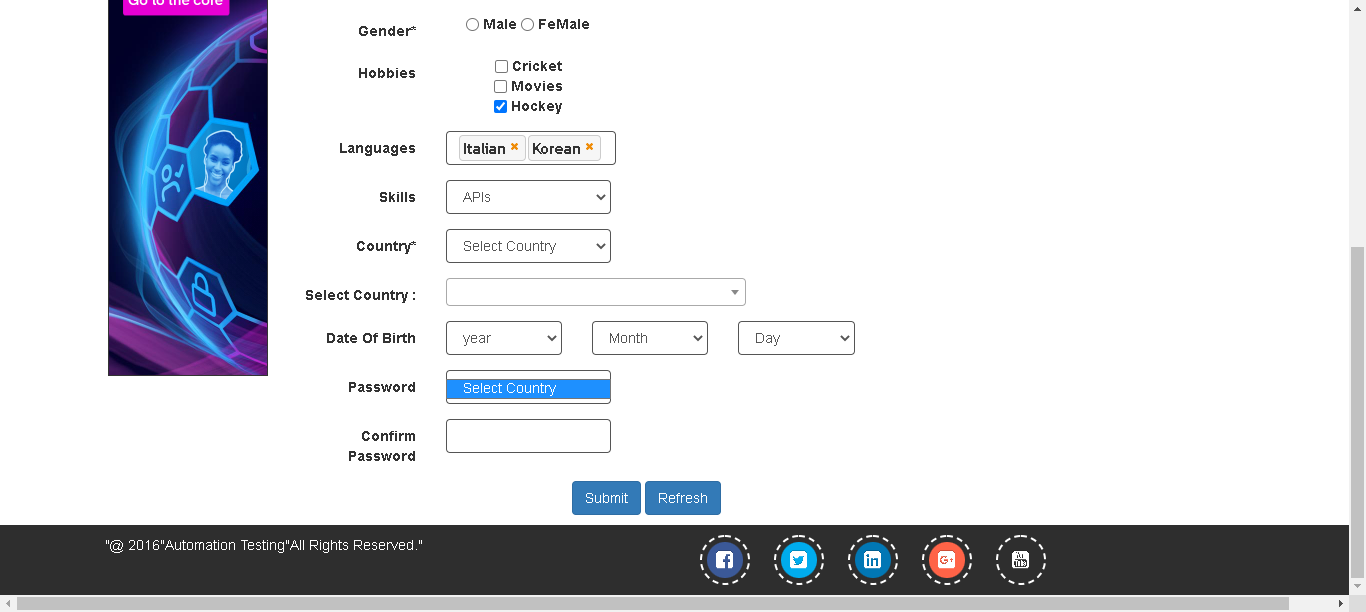 Go to the core
Gender*
Male FeMale
Hobbies
Cricket
Movies
Hockey
Languages
Italian Korean
Skills
APIs
Country*
Select Country
Select Country :
Date Of Birth
year Month Day
Password
Select Country
Confirm
Password
Submit Refresh
"@ 2016"Automation Testing"All Rights Reserved."